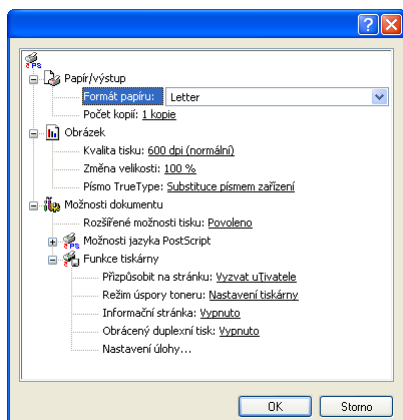 Papír/výstup
Formát papíru: Letter
Počet kopií: 1 kopie
Obrázek
Kvalita tisku: 600 dpi (normální)
Změna velikosti: 100 %
Písmo TrueType: Substituce písmem zařízení
Možnosti dokumentu
Rozšířené možnosti tisku: Povoleno
Možnosti jazyka PostScript
Funkce tiskárny
Přizpůsobit na stránku: Vyzvat uTivatele
Režim úspory toneru: Nastavení tiskárny
Informační stránka: Vypnuto
Obrácený duplexní tisk: Vypnuto
Nastavení úlohy...
OK Storno